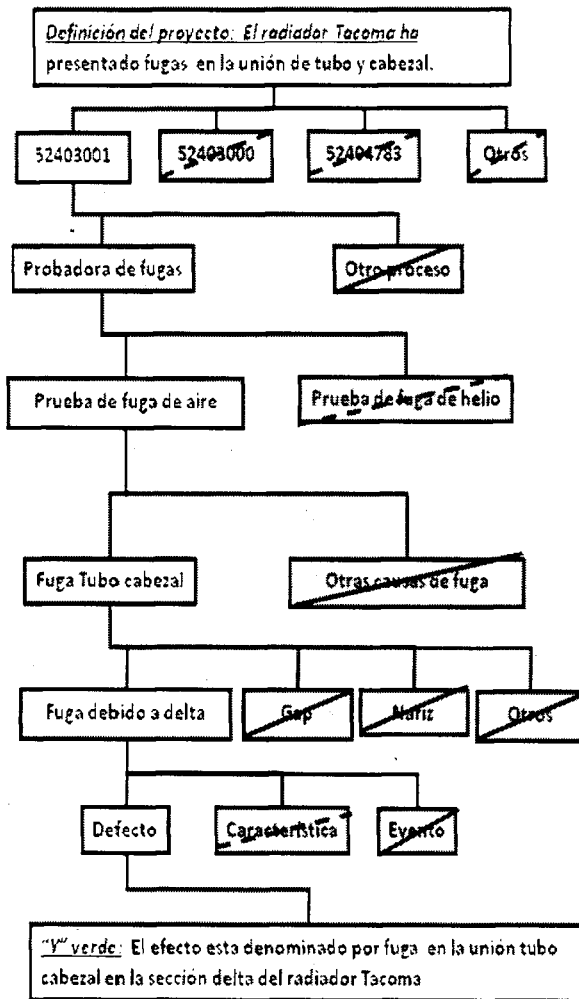 Definición del proyecto: El radiador Tacoma ha
presentado fugas en la unión de tubo y cabezal.
52403001
52403000
52404783
Otros
Probadora de fugas
Otro proceso
Prueba de fuga de aire
Prueba de fuga de helio
Fuga Tubo cabezal
Otras causas de fuga
Fuga debido a delta
Gap
Nariz
Otros
Defecto
Característica
Evento
"Y" verde: El efecto esta denominado por fuga en la unión tubo
cabezal en la sección delta del radiador Tacoma